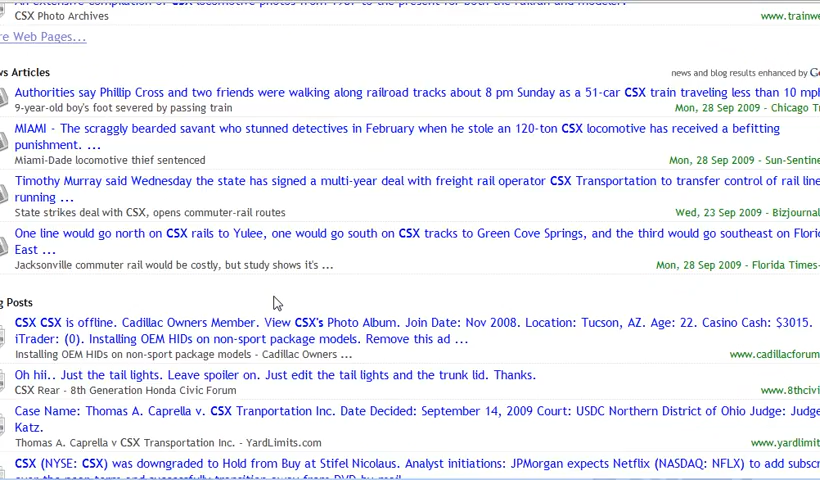 CSX locomotive photos from 1987 to the present for both the railfan and modeler.
CSX Photo Archives
www.trainwe
re Web Pages...
ws Articles
news and blog results enhanced by Go
Authorities say Phillip Cross and two friends were walking along railroad tracks about 8 pm Sunday as a 51-car CSX train traveling less than 10 mph
9-year-old boy's foot severed by passing train
Mon, 28 Sep 2009 - Chicago Tr
MIAMI - The scraggly bearded savant who stunned detectives in February when he stole an 120-ton CSX locomotive has received a befitting
punishment. ...
Miami-Dade locomotive thief sentenced
Mon, 28 Sep 2009 - Sun-Sentine
Timothy Murray said Wednesday the state has signed a multi-year deal with freight rail operator CSX Transportation to transfer control of rail line
running ...
State strikes deal with CSX, opens commuter-rail routes
Wed, 23 Sep 2009 - Bizjournal
One line would go north on CSX rails to Yulee, one would go south on CSX tracks to Green Cove Springs, and the third would go southeast on Florid
East ...
Jacksonville commuter rail would be costly, but study shows it's ...
Mon, 28 Sep 2009 - Florida Times-
g Posts
CSX CSX is offline. Cadillac Owners Member. View CSX's Photo Album. Join Date: Nov 2008. Location: Tucson, AZ. Age: 22. Casino Cash: $3015.
iTrader: (0). Installing OEM HIDs on non-sport package models. Remove this ad ...
Installing OEM HIDs on non-sport package models - Cadillac Owners ...
www.cadillacforum
Oh hii.. Just the tail lights. Leave spoiler on. Just edit the tail lights and the trunk lid. Thanks.
CSX Rear - 8th Generation Honda Civic Forum
www.8thcivi
Case Name: Thomas A. Caprella v. CSX Tranportation Inc. Date Decided: September 14, 2009 Court: USDC Northern District of Ohio Judge: Judge
Katz.
Thomas A. Caprella v CSX Transportation Inc. - YardLimits.com
www.yardlimit
CSX (NYSE: CSX) was downgraded to Hold from Buy at Stifel Nicolaus. Analyst initiations: JPMorgan expects Netflix (NASDAQ: NFLX) to add subscr